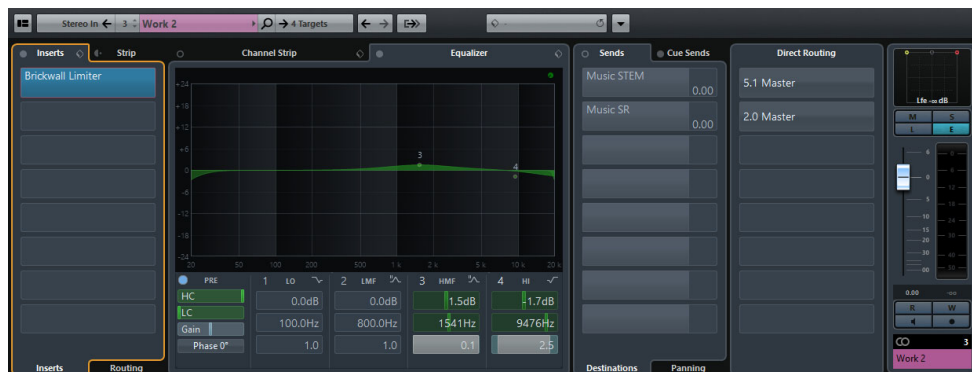 Stereo In ← 3 Work 2 → 4 Targets
Inserts Strip Channel Strip Equalizer Sends Cue Sends Direct Routing
Brickwall Limiter
Music STEM
0.00
Music SR
0.00
5.1 Master
2.0 Master
+24
+18
+12
+6
0
-6
-12
-18
-24
3
4
20 50 100 200 500 1 k 2 k 5 k 10 k 20 k
PRE 1 LO 2 LMF 3 HMF 4 HI
HC 0.0dB 0.0dB 1.5dB -1.7dB
LC
Gain 100.0Hz 800.0Hz 1541Hz 9476Hz
Phase 0° 1.0 1.0 0.1 2.5
Inserts Routing Destinations Panning
Lfe -∞ dB
M S
L E
6
0
5
10
15
20
30
00
0.00 -∞
R W
3
Work 2